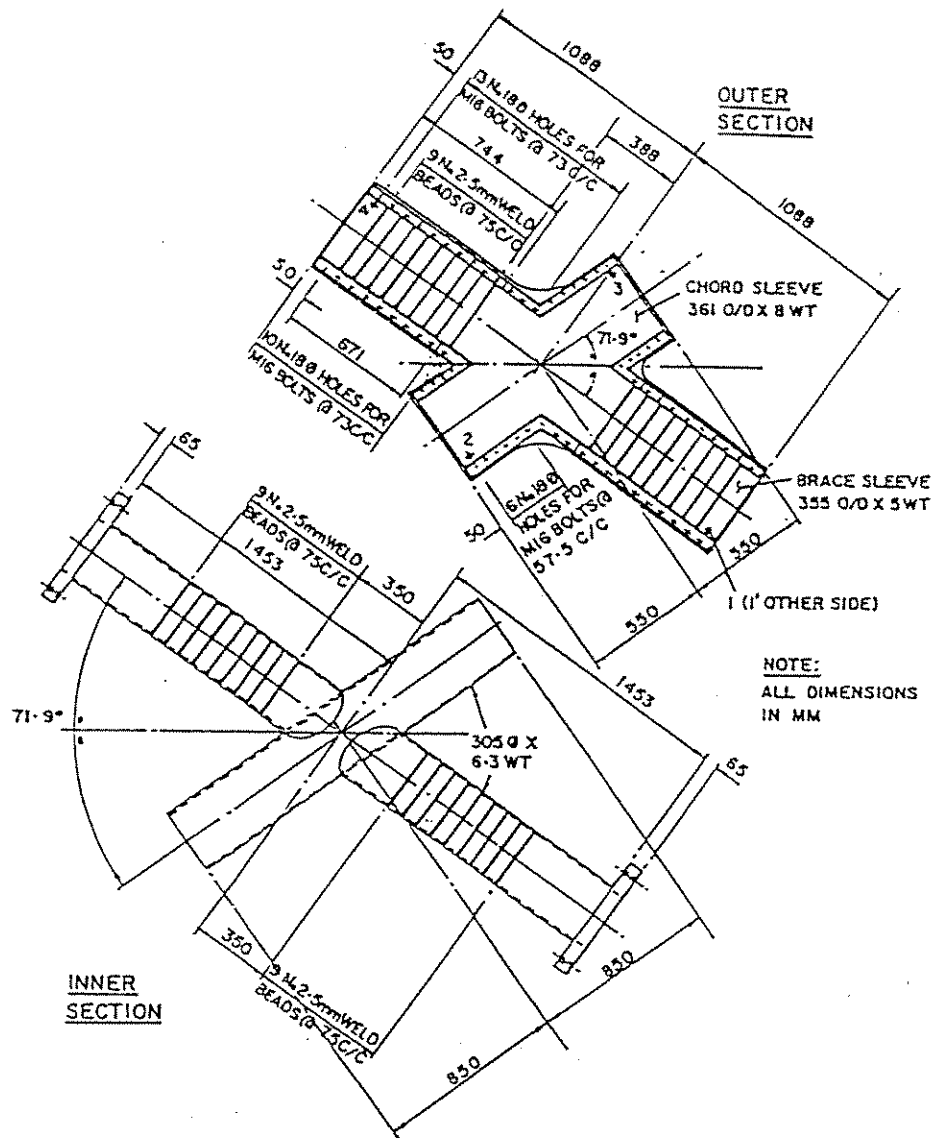 1088
50
13 No 18Ø HOLES FOR
M16 BOLTS @ 73 C/C
744
9 No 2·5mm WELD
BEADS @ 75 C/C
388
OUTER
SECTION
1088
4
3
CHORD SLEEVE
361 O/D X 8 WT
71·9°
50
671
10 No 18Ø HOLES FOR
M16 BOLTS @ 73 C/C
2
BRACE SLEEVE
355 O/D X 5 WT
6 No 18Ø
HOLES FOR
M16 BOLTS @
57·5 C/C
50
550
550
1 (1' OTHER SIDE)
NOTE:
ALL DIMENSIONS
IN MM
65
9 No 2·5mm WELD
BEADS @ 75 C/C
1453
350
1453
71·9°
305 Ø X
6·3 WT
65
350
9 No 2·5mm WELD
BEADS @ 75 C/C
850
850
INNER
SECTION